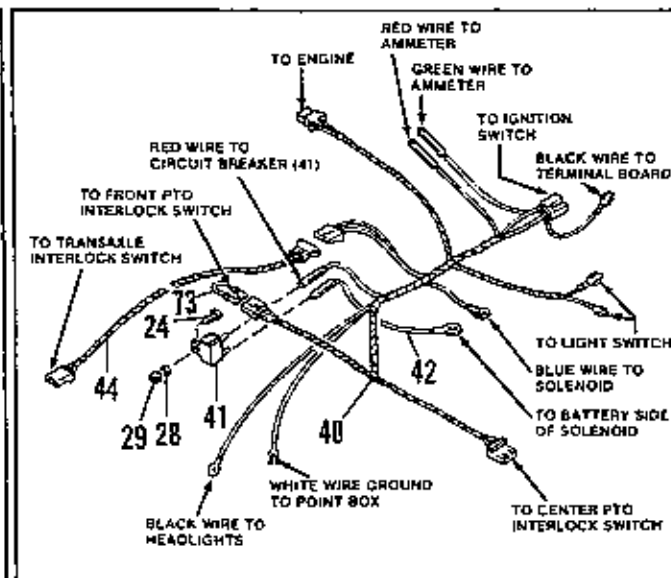 RED WIRE TO
AMMETER
TO ENGINE
GREEN WIRE TO
AMMETER
TO IGNITION
SWITCH
RED WIRE TO
CIRCUIT BREAKER (41)
BLACK WIRE TO
TERMINAL BOARD
TO FRONT PTO
INTERLOCK SWITCH
TO TRANSAXLE
INTERLOCK SWITCH
73
24
TO LIGHT SWITCH
44
42
BLUE WIRE TO
SOLENOID
29
28
41
40
TO BATTERY SIDE
OF SOLENOID
WHITE WIRE GROUND
TO POINT BOX
BLACK WIRE TO
HEADLIGHTS
TO CENTER PTO
INTERLOCK SWITCH